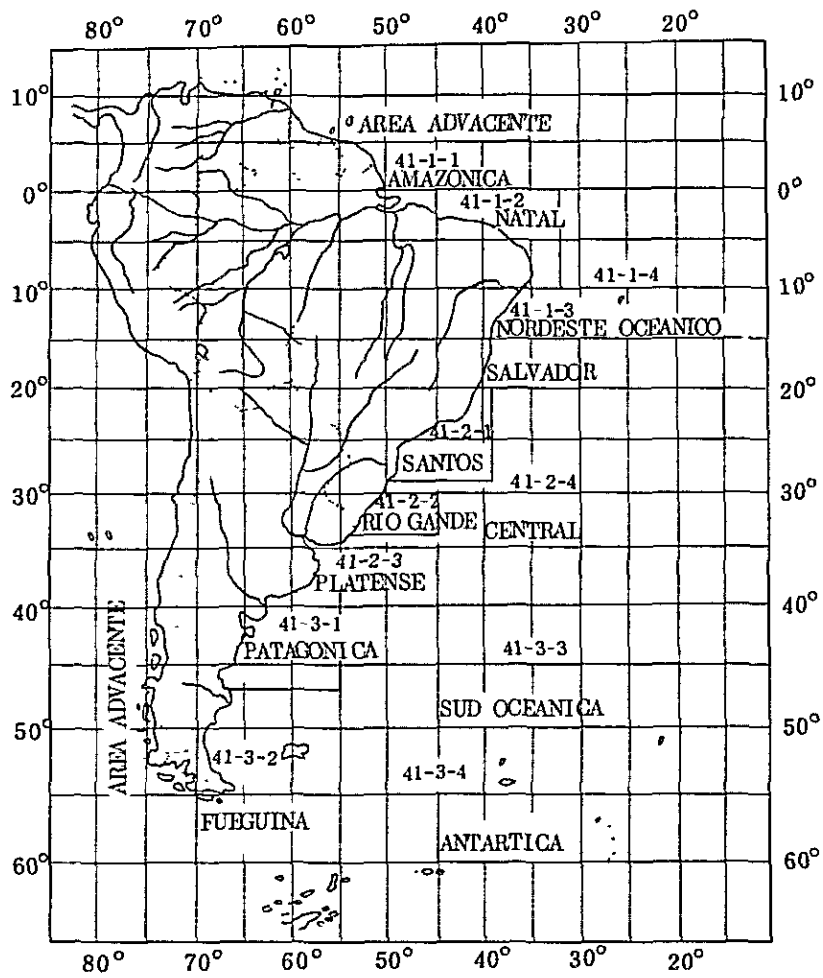 80° 70° 60° 50° 40° 30° 20°
10° 10°
AREA ADVACENTE
41-1-1
AMAZONICA
0° 0°
41-1-2
NATAL
41-1-4
10° 10°
41-1-3
NORDESTE OCEANICO
SALVADOR
20° 20°
41-2-1
SANTOS
41-2-4
30° 30°
41-2-2
RIO GANDE
CENTRAL
41-2-3
PLATENSE
40° 40°
41-3-1
PATAGONICA
41-3-3
AREA ADVACENTE
SUD OCEANICA
50° 50°
41-3-2
41-3-4
FUEGUINA
ANTARTICA
60° 60°
80° 70° 60° 50° 40° 30° 20°